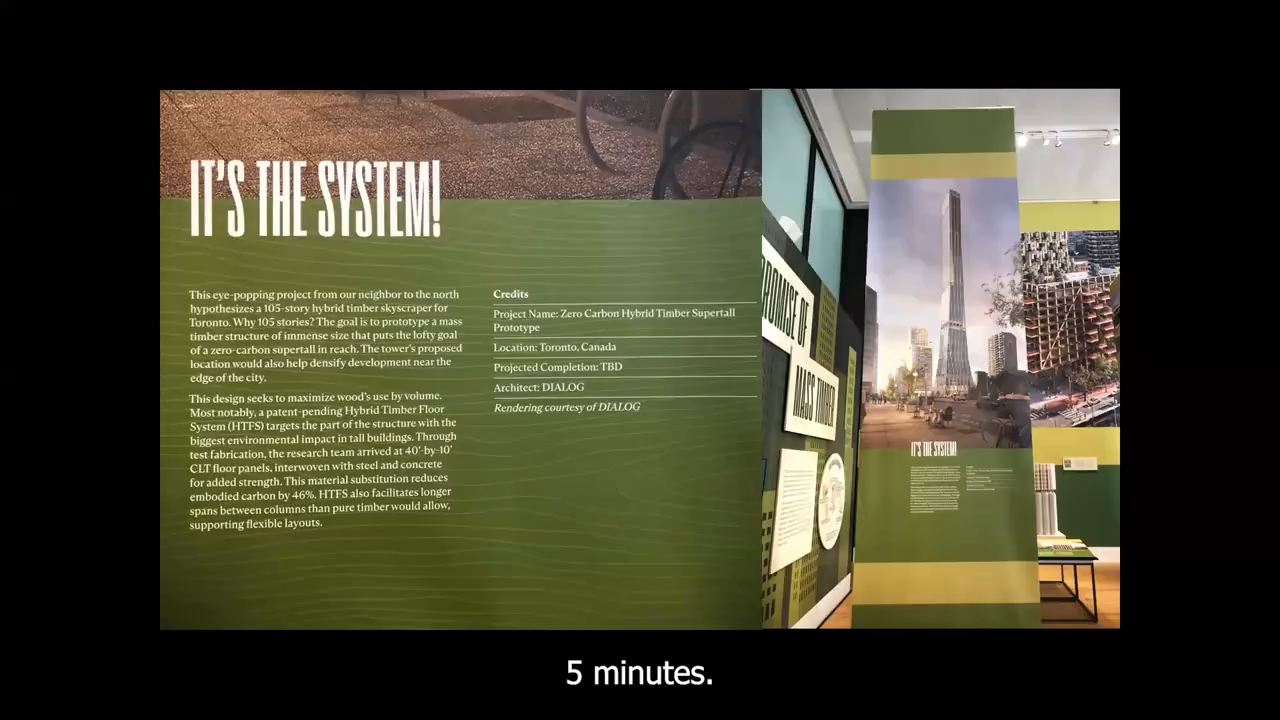 IT'S THE SYSTEM!
This eye-popping project from our neighbor to the north
hypothesizes a 105-story hybrid timber skyscraper for
Toronto. Why 105 stories? The goal is to prototype a mass
timber structure of immense size that puts the lofty goal
of a zero-carbon supertall in reach. The tower's proposed
location would also help densify development near the
edge of the city.
This design seeks to maximize wood's use by volume.
Most notably, a patent-pending Hybrid Timber Floor
System (HTFS) targets the part of the structure with the
biggest environmental impact in tall buildings. Through
test fabrication, the research team arrived at 40'-by-10'
CLT floor panels, interwoven with steel and concrete
for added strength. This material substitution reduces
embodied carbon by 46%. HTFS also facilitates longer
spans between columns than pure timber would allow,
supporting flexible layouts.
Credits
Project Name: Zero Carbon Hybrid Timber Supertall
Prototype
Location: Toronto, Canada
Projected Completion: TBD
Architect: DIALOG
Rendering courtesy of DIALOG
OF
MASS TIMBER
IT'S THE SYSTEM!
5 minutes.